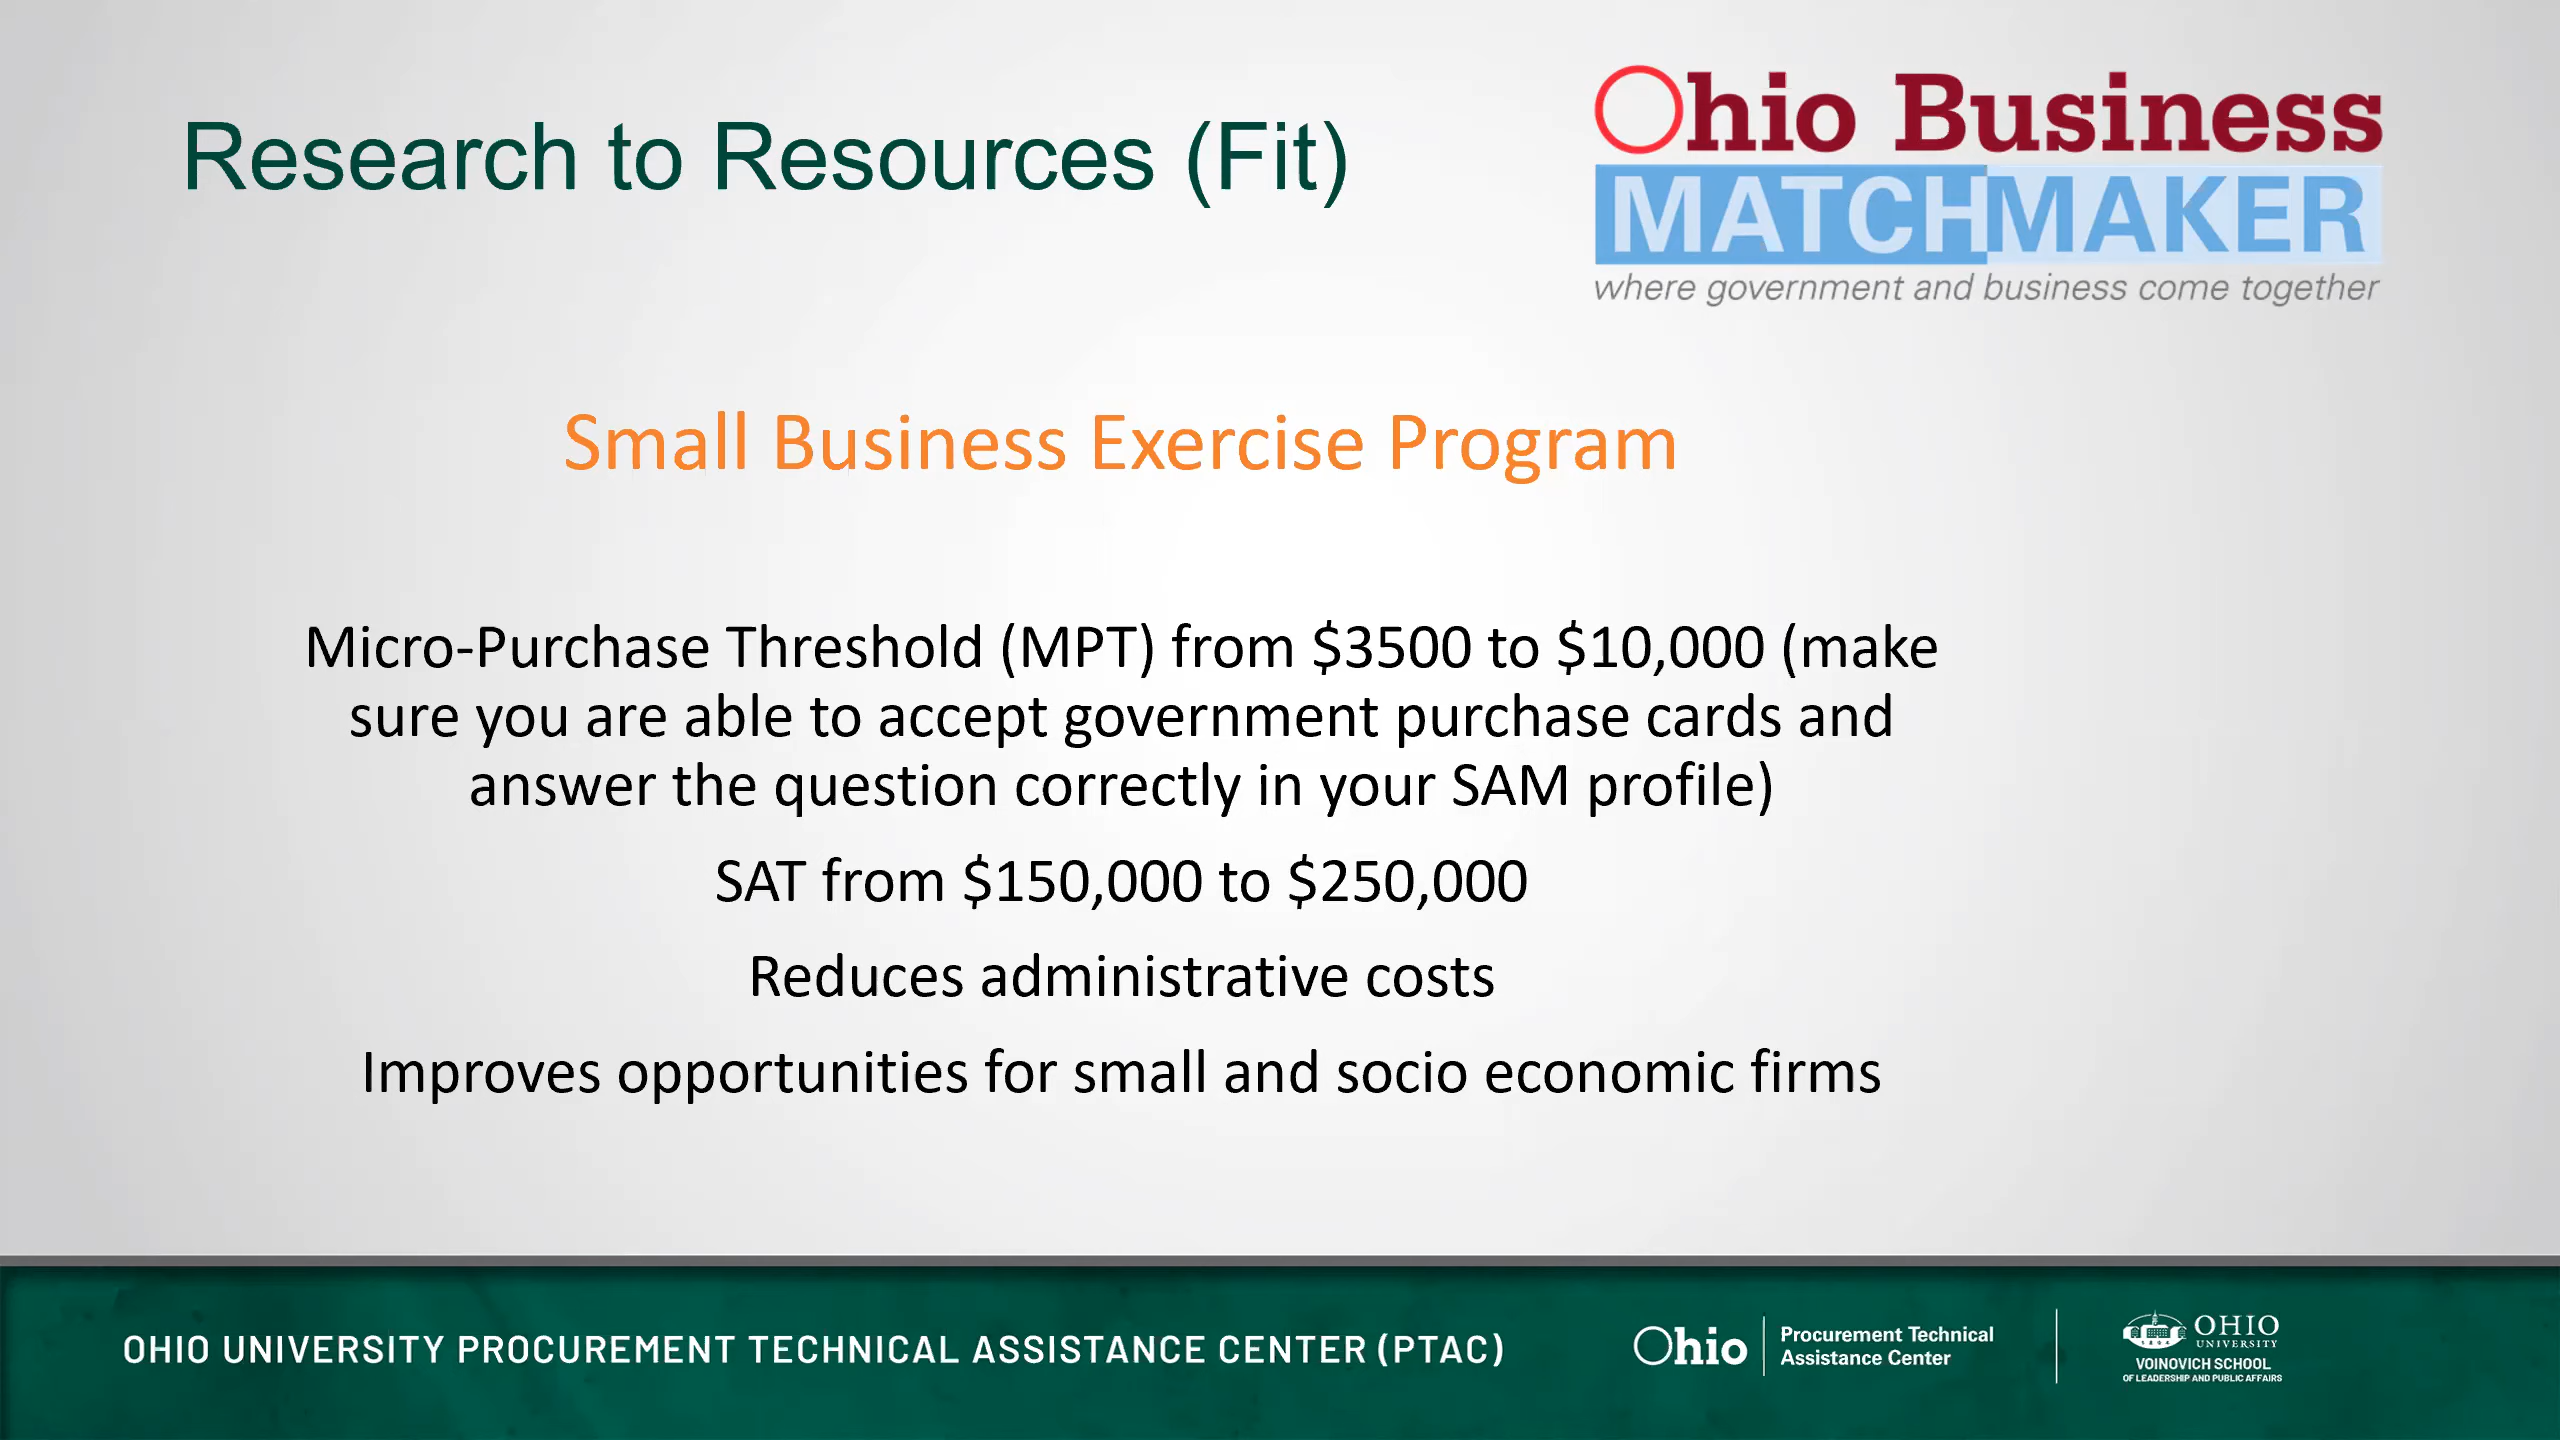 Research to Resources (Fit)
Ohio Business
MATCHMAKER
where government and business come together
Small Business Exercise Program
Micro-Purchase Threshold (MPT) from $3500 to $10,000 (make
sure you are able to accept government purchase cards and
answer the question correctly in your SAM profile)
SAT from $150,000 to $250,000
Reduces administrative costs
Improves opportunities for small and socio economic firms
OHIO UNIVERSITY PROCUREMENT TECHNICAL ASSISTANCE CENTER (PTAC)
Ohio
Procurement Technical
Assistance Center
OHIO
UNIVERSITY
VOINOVICH SCHOOL
OF LEADERSHIP AND PUBLIC AFFAIRS